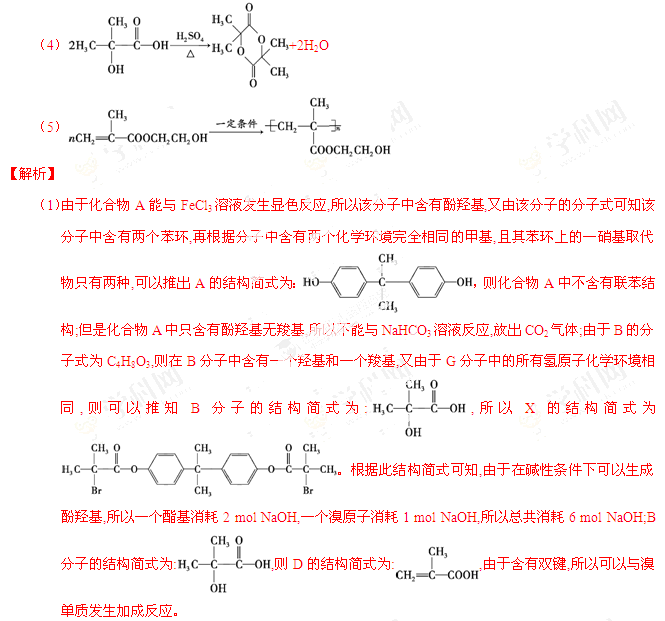 (4) 2H₃C—C(CH₃)(OH)—C(=O)—OH —H₂SO₄/△→ H₃C CH₃ O O H₃C CH₃ O O +2H₂O
(5) nCH₂=C(CH₃)—COOCH₂CH₂OH —一定条件→ —[CH₂—C(CH₃)(COOCH₂CH₂OH)]—n
【解析】
(1)由于化合物 A 能与 FeCl₃ 溶液发生显色反应,所以该分子中含有酚羟基,又由该分子的分子式可知该
分子中含有两个苯环,再根据分子中含有两个化学环境完全相同的甲基,且其苯环上的一硝基取代
物只有两种,可以推出 A 的结构简式为: HO—C(CH₃)(CH₃)—OH, 则化合物 A 中不含有联苯结
构;但是化合物 A 中只含有酚羟基无羧基,所以不能与 NaHCO₃ 溶液反应,放出 CO₂ 气体;由于 B 的分
子式为 C₄H₈O₃,则在 B 分子中含有一个羟基和一个羧基,又由于 G 分子中的所有氢原子化学环境相
同,则可以推知 B 分子的结构简式为: H₃C—C(CH₃)(OH)—C(=O)—OH ,所以 X 的结构简式为
H₃C—C(CH₃)(Br)—C(=O)—O—C(CH₃)(CH₃)—O—C(=O)—C(CH₃)(Br)—CH₃。根据此结构简式可知,由于在碱性条件下可以生成
酚羟基,所以一个酯基消耗 2 mol NaOH,一个溴原子消耗 1 mol NaOH,所以总共消耗 6 mol NaOH;B
分子的结构简式为: H₃C—C(CH₃)(OH)—C(=O)—OH,则 D 的结构简式为: CH₂=C(CH₃)—COOH,由于含有双键,所以可以与溴
单质发生加成反应。